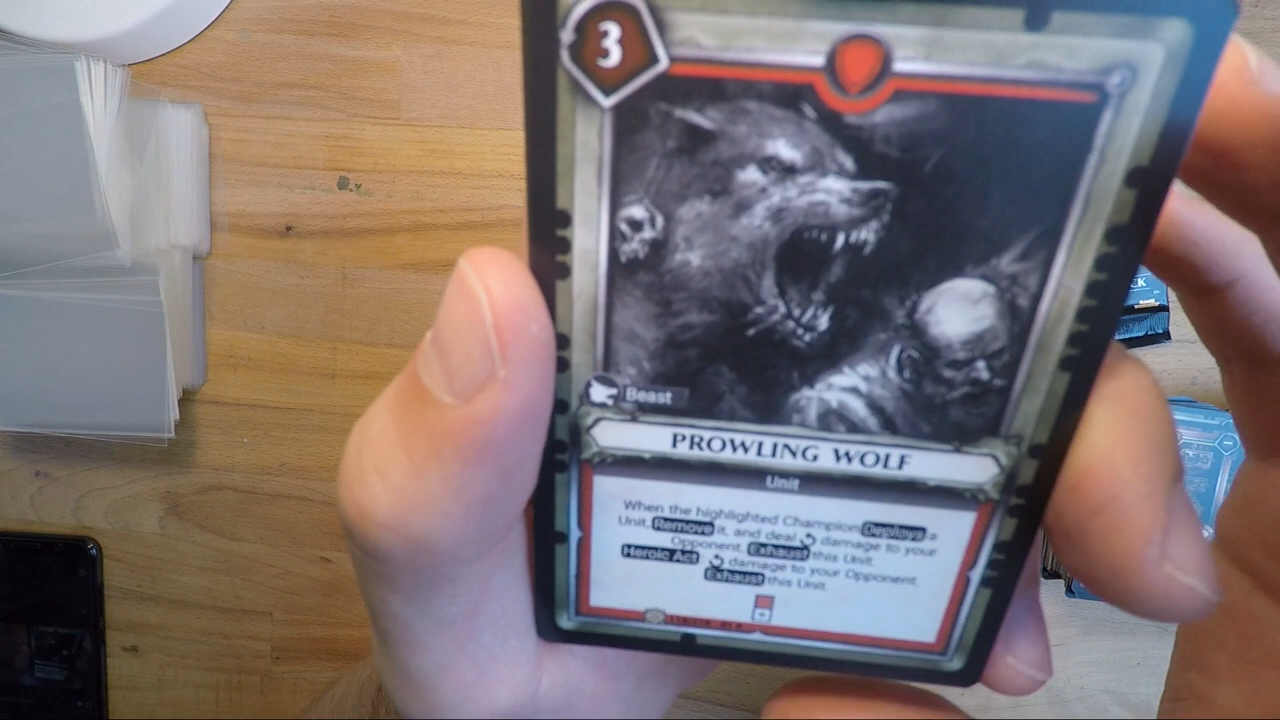 3
Beast
PROWLING WOLF
Unit
When the highlighted Champion Deploys a
Unit, Remove it, and deal damage to your
Opponent. Exhaust this Unit.
Heroic Act damage to your Opponent.
Exhaust this Unit.
CK